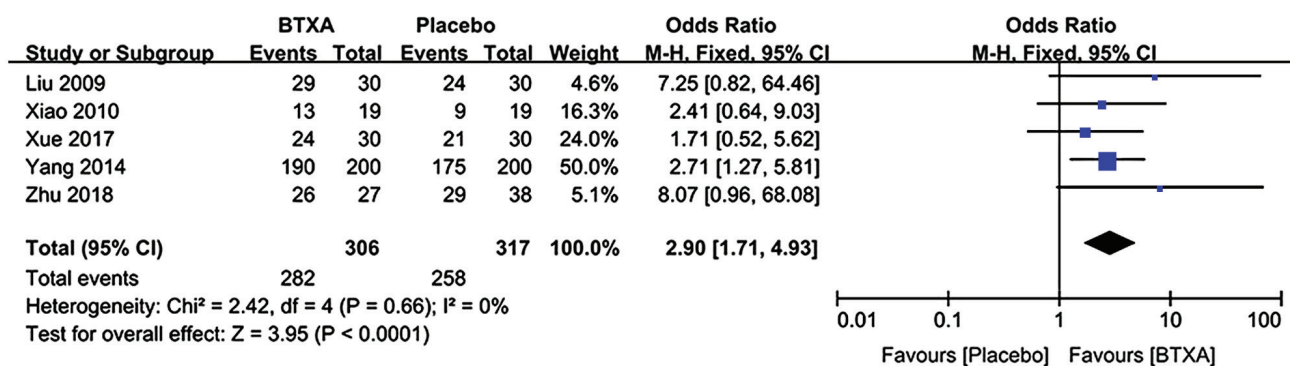 BTXA Placebo Odds Ratio Odds Ratio
Study or Subgroup Events Total Events Total Weight M-H, Fixed, 95% CI M-H, Fixed, 95% CI
Liu 2009 29 30 24 30 4.6% 7.25 [0.82, 64.46]
Xiao 2010 13 19 9 19 16.3% 2.41 [0.64, 9.03]
Xue 2017 24 30 21 30 24.0% 1.71 [0.52, 5.62]
Yang 2014 190 200 175 200 50.0% 2.71 [1.27, 5.81]
Zhu 2018 26 27 29 38 5.1% 8.07 [0.96, 68.08]
Total (95% CI) 306 317 100.0% 2.90 [1.71, 4.93]
Total events 282 258
Heterogeneity: Chi² = 2.42, df = 4 (P = 0.66); I² = 0%
Test for overall effect: Z = 3.95 (P < 0.0001)
0.01 0.1 1 10 100
Favours [Placebo] Favours [BTXA]